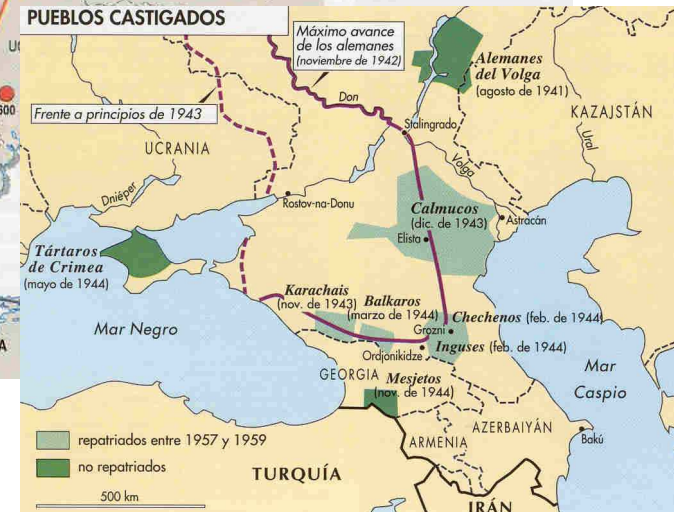 PUEBLOS CASTIGADOS
Máximo avance
de los alemanes
(noviembre de 1942)
Alemanes
del Volga
(agosto de 1941)
Frente a principios de 1943
Don
Stalingrado
KAZAJSTÁN
Ural
UCRANIA
Volga
Dniéper
Rostov-na-Donu
Calmucos
(dic. de 1943)
Astracán
Elista
Tártaros
de Crimea
(mayo de 1944)
Karachais
(nov. de 1943)
Balkaros
(marzo de 1944)
Chechenos (feb. de 1944)
Grozni
Inguses (feb. de 1944)
Ordjonikidze
Mar Negro
Mar
Caspio
GEORGIA
Mesjetos
(nov. de 1944)
AZERBAIYÁN
ARMENIA
Bakú
repatriados entre 1957 y 1959
no repatriados
TURQUÍA
IRÁN
500 km